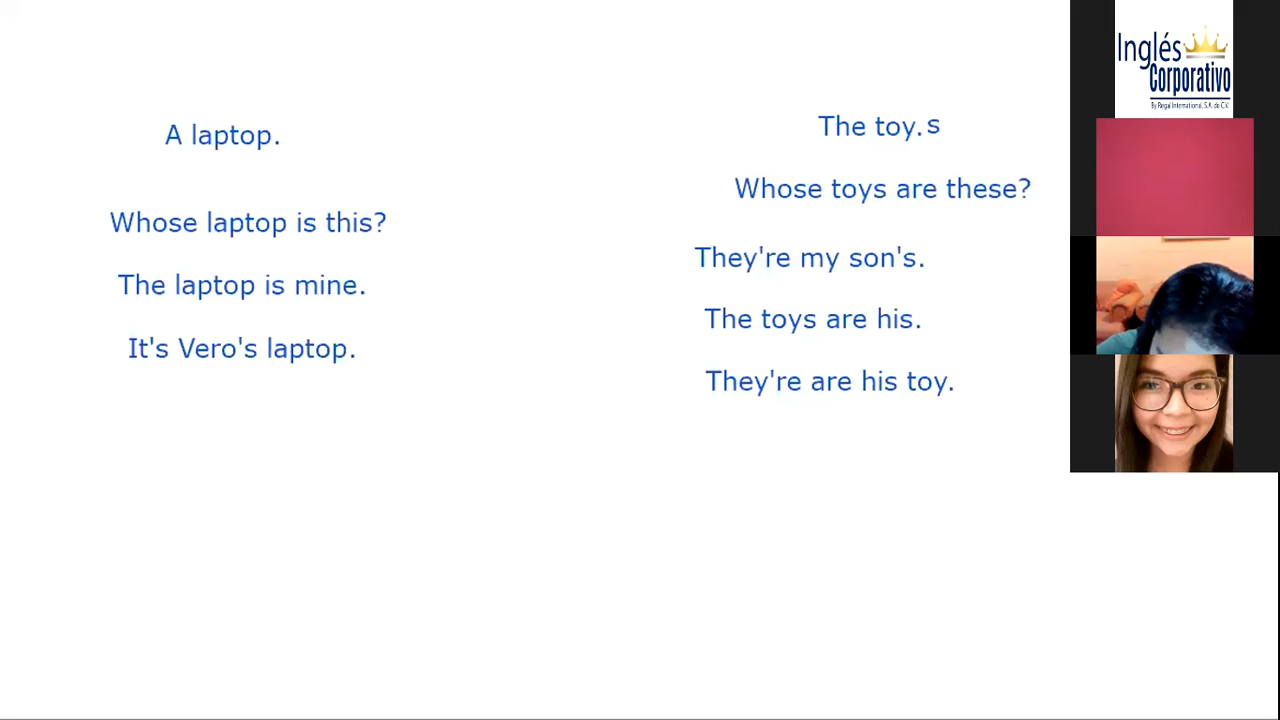 A laptop.
Whose laptop is this?
The laptop is mine.
It's Vero's laptop.
The toy.s
Whose toys are these?
They're my son's.
The toys are his.
They're are his toy.
Inglés
Corporativo
By Regal International, S.A. de C.V.